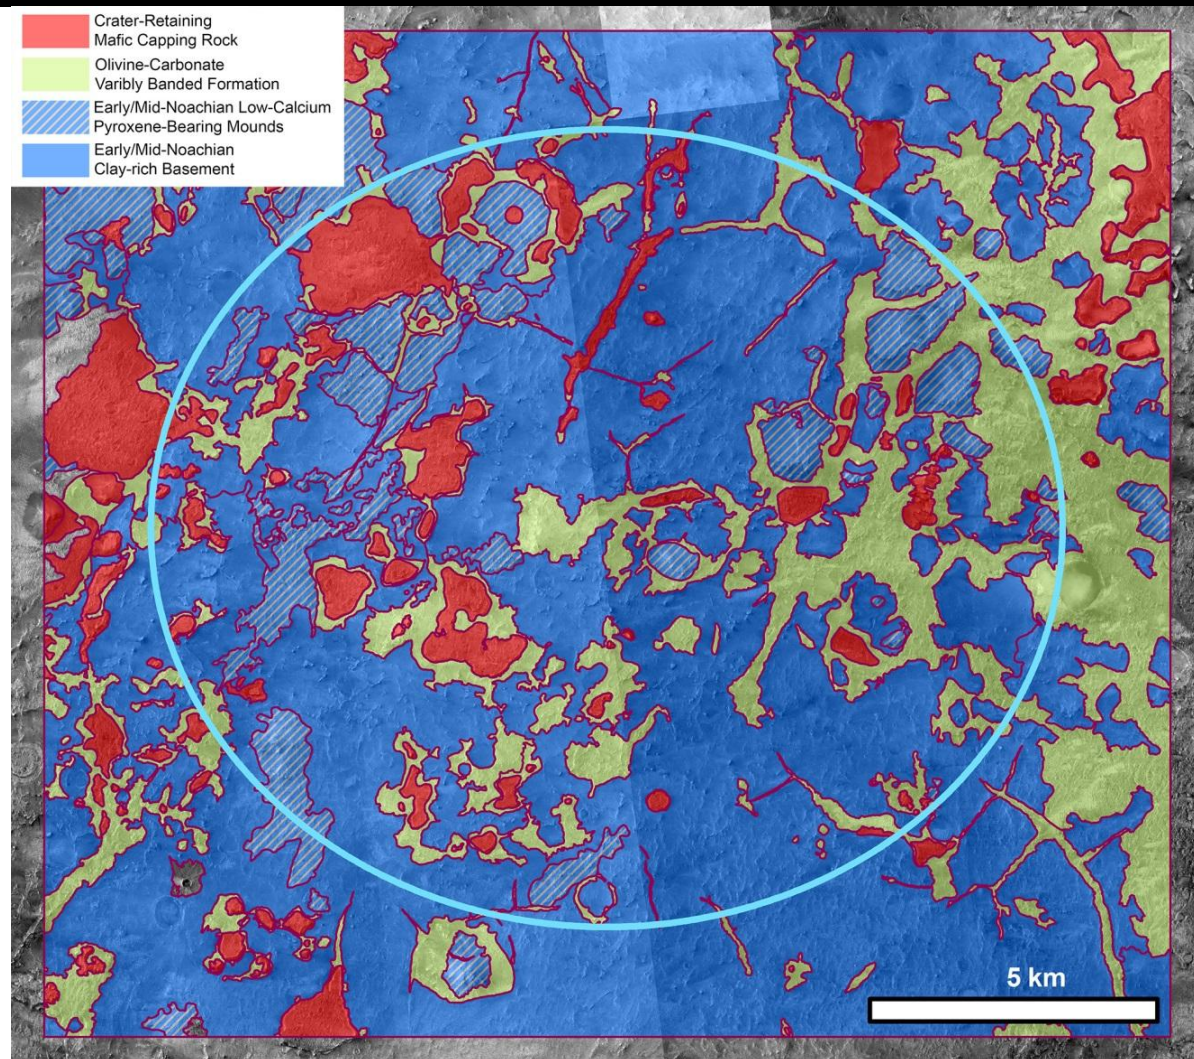 Crater-Retaining
Mafic Capping Rock
Olivine-Carbonate
Varibly Banded Formation
Early/Mid-Noachian Low-Calcium
Pyroxene-Bearing Mounds
Early/Mid-Noachian
Clay-rich Basement
5 km